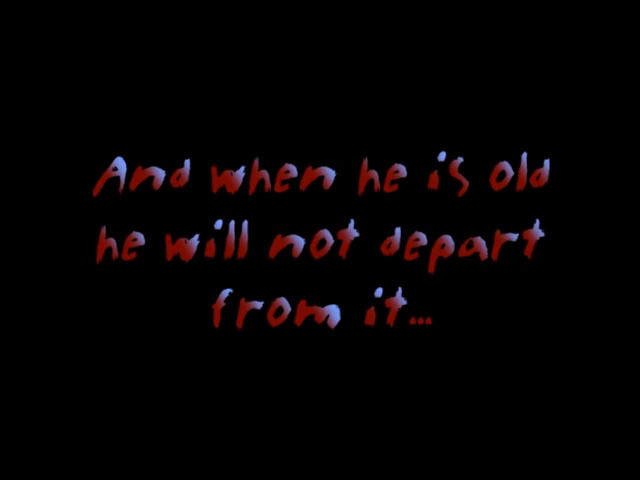 And when he is old
he will not depart
from it...